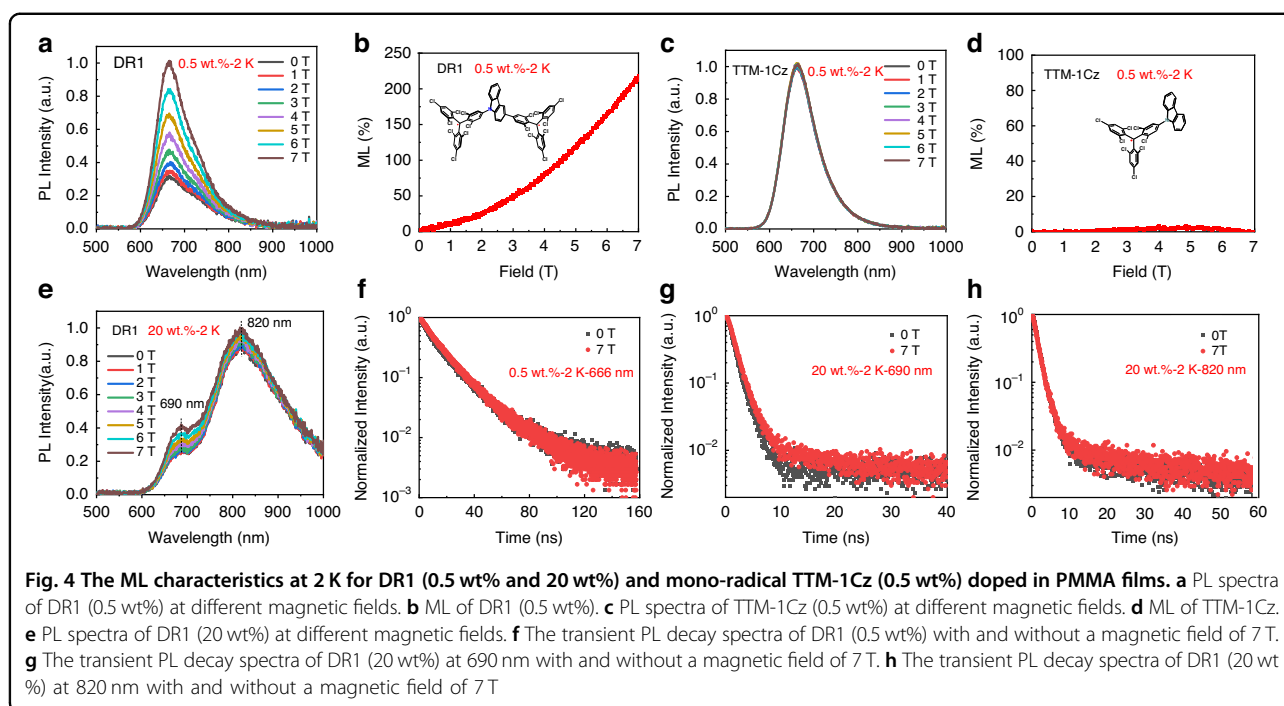 a
DR1 0.5 wt.%-2 K
0 T
1 T
2 T
3 T
4 T
5 T
6 T
7 T
PL Intensity (a.u.)
1.0
0.8
0.6
0.4
0.2
0.0
500 600 700 800 900 1000
Wavelength (nm)
b
DR1 0.5 wt.%-2 K
ML (%)
250
200
150
100
50
0
0 1 2 3 4 5 6 7
Field (T)
c
TTM-1Cz 0.5 wt.%-2 K
0 T
1 T
2 T
3 T
4 T
5 T
6 T
7 T
PL Intensity (a.u.)
1.0
0.8
0.6
0.4
0.2
0.0
500 600 700 800 900 1000
Wavelength (nm)
d
TTM-1Cz 0.5 wt.%-2 K
ML (%)
100
80
60
40
20
0
0 1 2 3 4 5 6 7
Field (T)
e
DR1 20 wt.%-2 K
820 nm
690 nm
0 T
1 T
2 T
3 T
4 T
5 T
6 T
7 T
PL Intensity(a.u.)
1.0
0.8
0.6
0.4
0.2
0.0
500 600 700 800 900 1000
Wavelength (nm)
f
0 T
7 T
0.5 wt.%-2 K-666 nm
Normalized Intensity (a.u.)
10⁰
10⁻¹
10⁻²
10⁻³
0 40 80 120 160
Time (ns)
g
0 T
7 T
20 wt.%-2 K-690 nm
Normalized Intensity (a.u.)
10⁰
10⁻¹
10⁻²
0 10 20 30 40
Time (ns)
h
0T
7T
20 wt.%-2 K-820 nm
Normalized Intensity (a.u.)
10⁰
10⁻¹
10⁻²
0 10 20 30 40 50 60
Time (ns)
Fig. 4 The ML characteristics at 2 K for DR1 (0.5 wt% and 20 wt%) and mono-radical TTM-1Cz (0.5 wt%) doped in PMMA films. a PL spectra
of DR1 (0.5 wt%) at different magnetic fields. b ML of DR1 (0.5 wt%). c PL spectra of TTM-1Cz (0.5 wt%) at different magnetic fields. d ML of TTM-1Cz.
e PL spectra of DR1 (20 wt%) at different magnetic fields. f The transient PL decay spectra of DR1 (0.5 wt%) with and without a magnetic field of 7 T.
g The transient PL decay spectra of DR1 (20 wt%) at 690 nm with and without a magnetic field of 7 T. h The transient PL decay spectra of DR1 (20 wt
%) at 820 nm with and without a magnetic field of 7 T